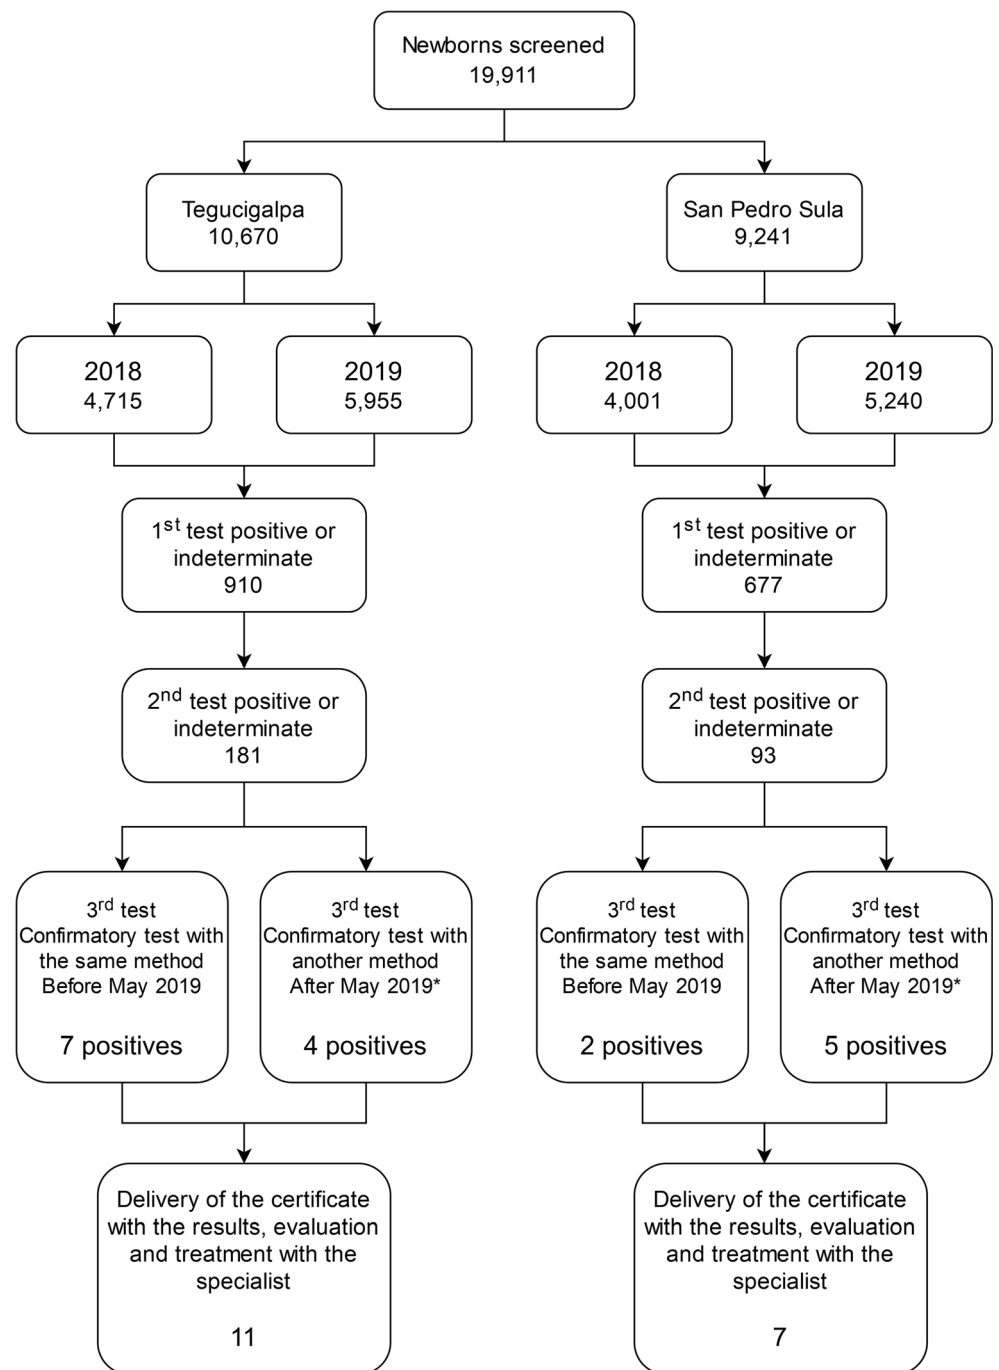 Newborns screened
19,911
Tegucigalpa
10,670
San Pedro Sula
9,241
2018
4,715
2019
5,955
2018
4,001
2019
5,240
1st test positive or
indeterminate
910
1st test positive or
indeterminate
677
2nd test positive or
indeterminate
181
2nd test positive or
indeterminate
93
3rd test
Confirmatory test with
the same method
Before May 2019
7 positives
3rd test
Confirmatory test with
another method
After May 2019*
4 positives
3rd test
Confirmatory test with
the same method
Before May 2019
2 positives
3rd test
Confirmatory test with
another method
After May 2019*
5 positives
Delivery of the certificate
with the results, evaluation
and treatment with the
specialist
11
Delivery of the certificate
with the results, evaluation
and treatment with the
specialist
7